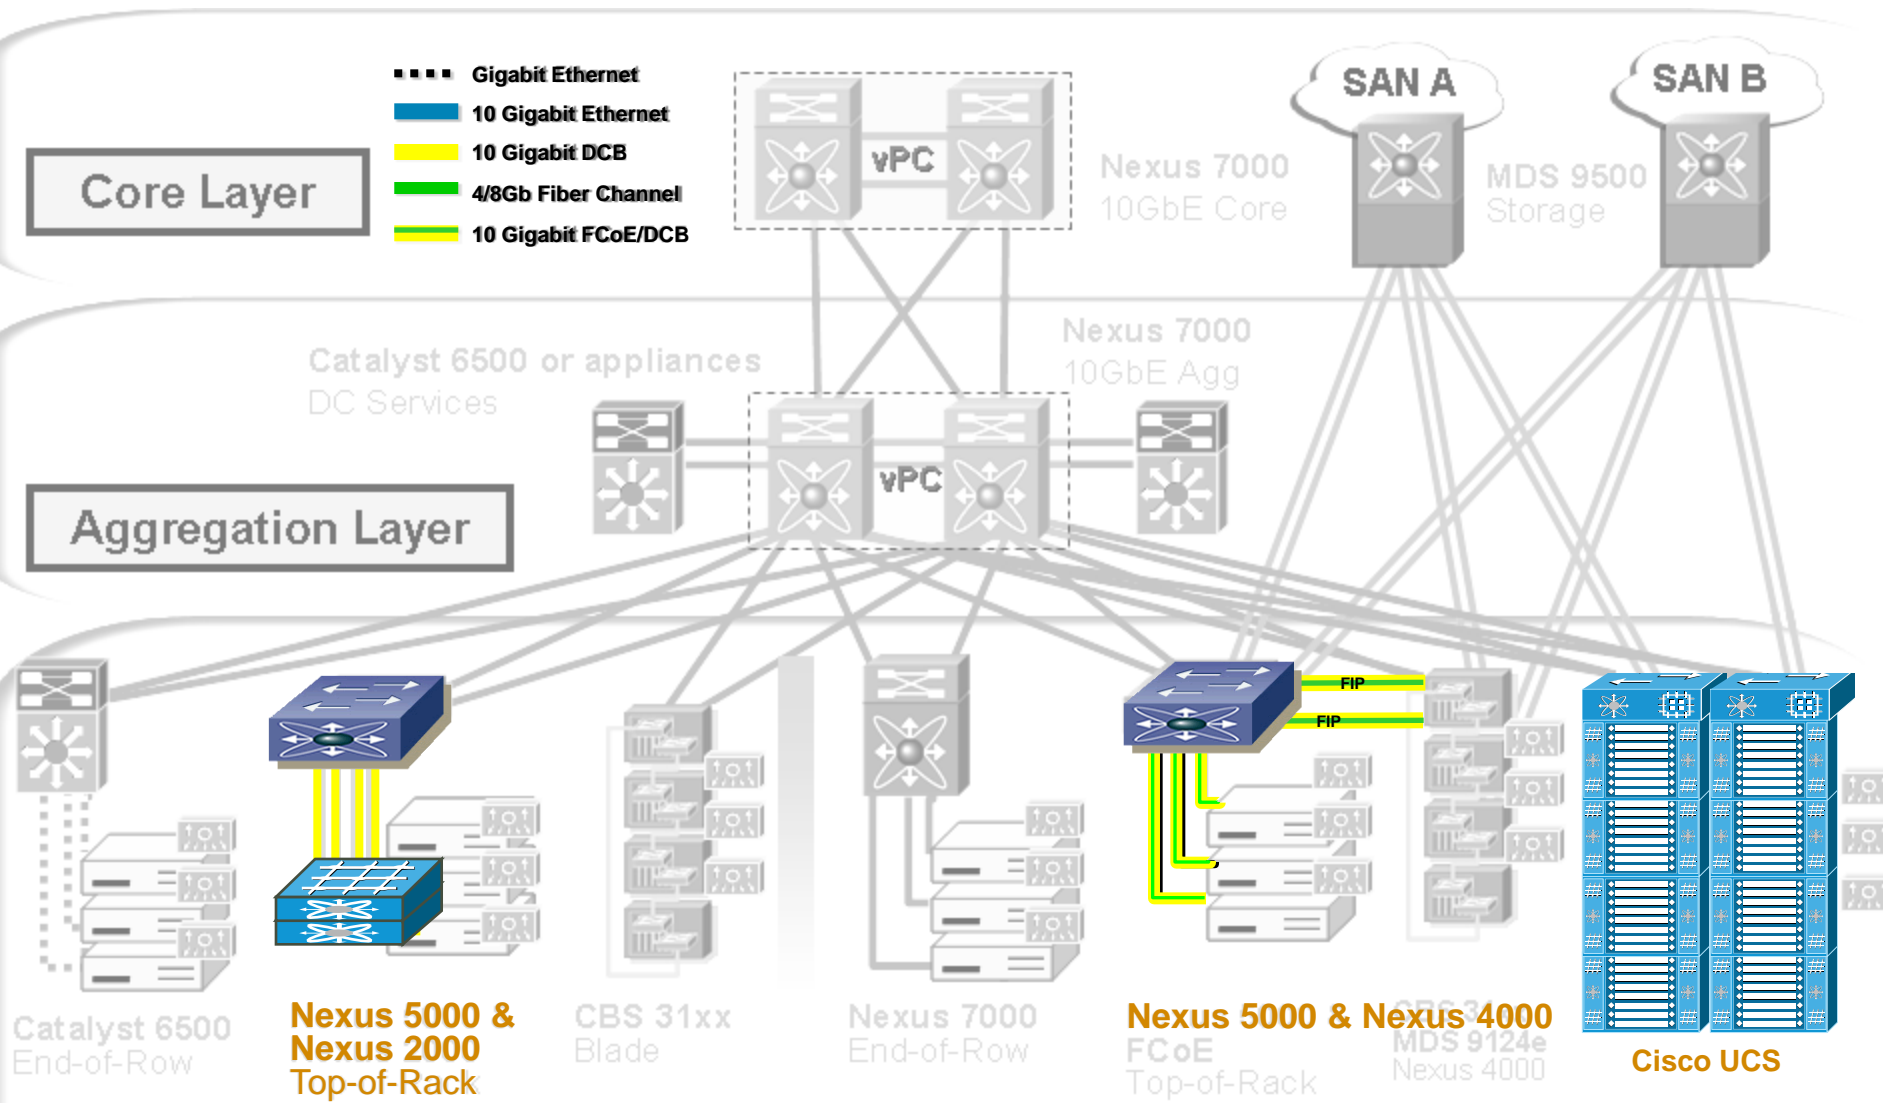 Gigabit Ethernet
10 Gigabit Ethernet
10 Gigabit DCB
4/8Gb Fiber Channel
10 Gigabit FCoE/DCB
Core Layer
vPC
Nexus 7000
10GbE Core
SAN A
SAN B
MDS 9500
Storage
Catalyst 6500 or appliances
DC Services
Nexus 7000
10GbE Agg
vPC
Aggregation Layer
FIP
FIP
Catalyst 6500
End-of-Row
Nexus 5000 &
Nexus 2000
Top-of-Rack
CBS 31xx
Blade
Nexus 7000
End-of-Row
Nexus 5000 & Nexus 4000
FCoE
Top-of-Rack
CBS 31xx
MDS 9124e
Nexus 4000
Cisco UCS